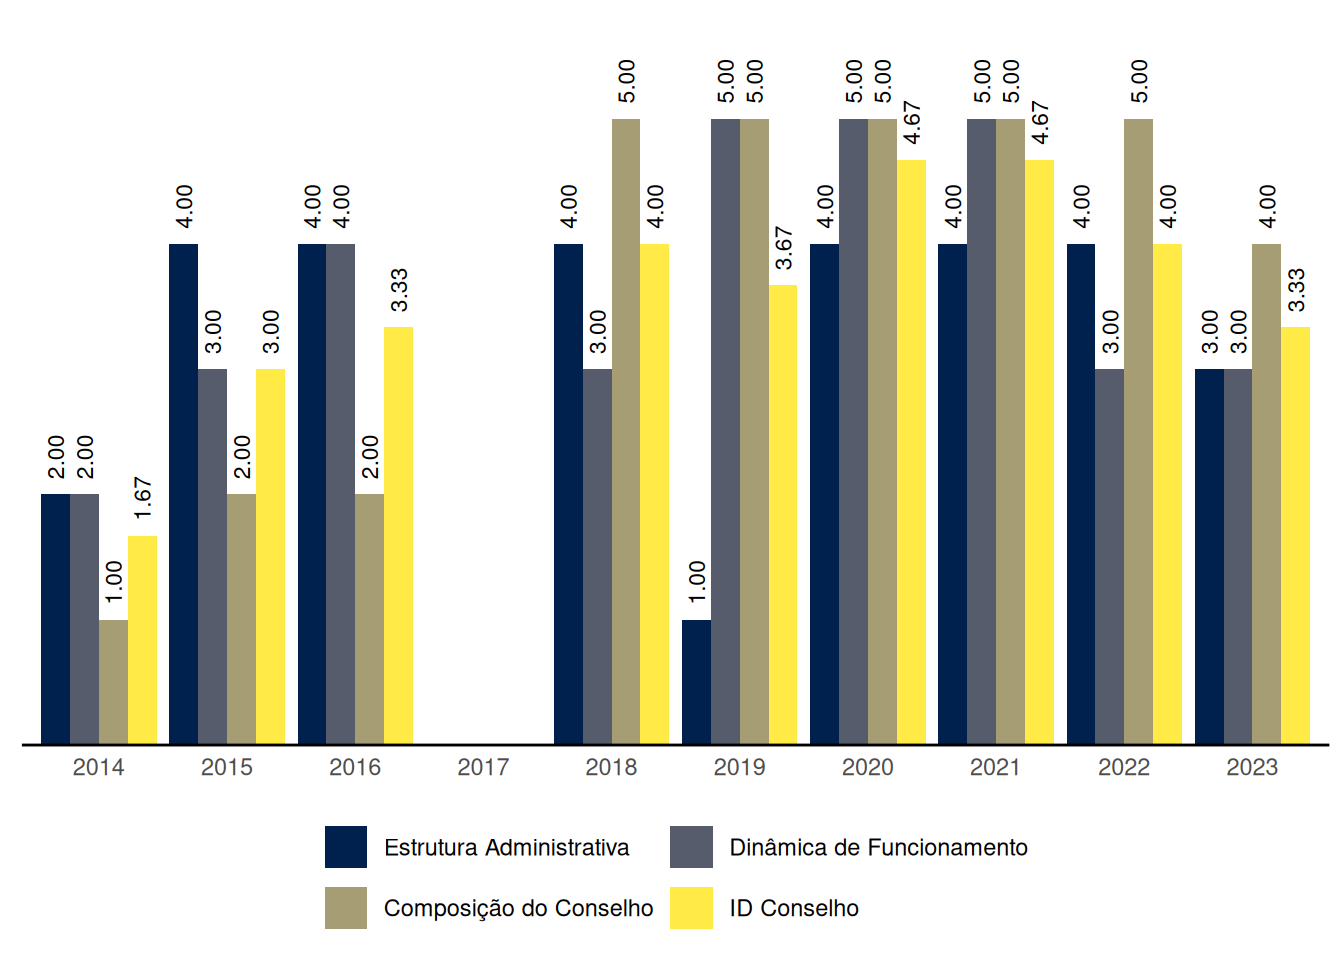 2.00 2.00 1.00 1.67 4.00 3.00 2.00 3.00 4.00 4.00 2.00 3.33 4.00 3.00 5.00 4.00 1.00 5.00 5.00 3.67 4.00 5.00 5.00 4.67 4.00 5.00 5.00 4.67 4.00 3.00 5.00 4.00 3.00 3.00 4.00 3.33
2014 2015 2016 2017 2018 2019 2020 2021 2022 2023
Estrutura Administrativa Dinâmica de Funcionamento
Composição do Conselho ID Conselho